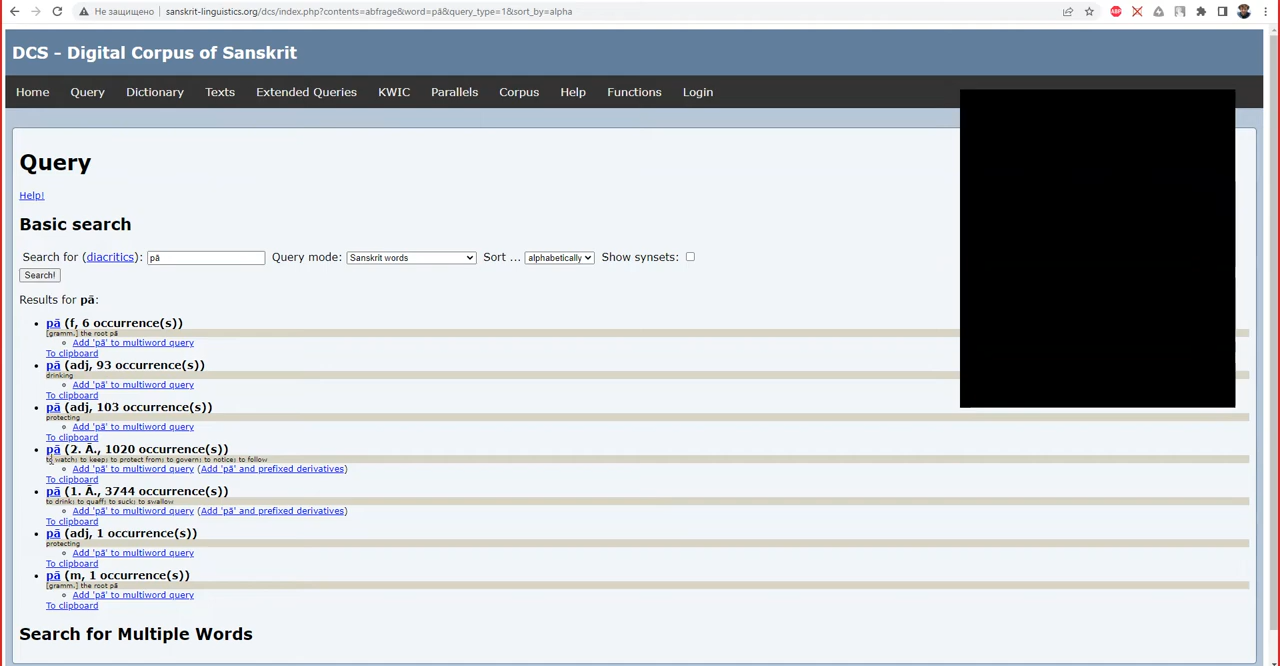 Не защищено | sanskrit-linguistics.org/dcs/index.php?contents=abfrage&word=pā&query_type=1&sort_by=alpha
DCS - Digital Corpus of Sanskrit
Home Query Dictionary Texts Extended Queries KWIC Parallels Corpus Help Functions Login
Query
Help!
Basic search
Search for (diacritics): pā Query mode: Sanskrit words Sort ... alphabetically Show synsets:
Search!
Results for pā:
pā (f, 6 occurrence(s))
[gramm.] the root pā
Add 'pā' to multiword query
To clipboard
pā (adj, 93 occurrence(s))
drinking
Add 'pā' to multiword query
To clipboard
pā (adj, 103 occurrence(s))
protecting
Add 'pā' to multiword query
To clipboard
pā (2. Ā., 1020 occurrence(s))
to watch; to keep; to protect from; to govern; to notice; to follow
Add 'pā' to multiword query (Add 'pā' and prefixed derivatives)
To clipboard
pā (1. Ā., 3744 occurrence(s))
to drink; to quaff; to suck; to swallow
Add 'pā' to multiword query (Add 'pā' and prefixed derivatives)
To clipboard
pā (adj, 1 occurrence(s))
protecting
Add 'pā' to multiword query
To clipboard
pā (m, 1 occurrence(s))
[gramm.] the root pā
Add 'pā' to multiword query
To clipboard
Search for Multiple Words